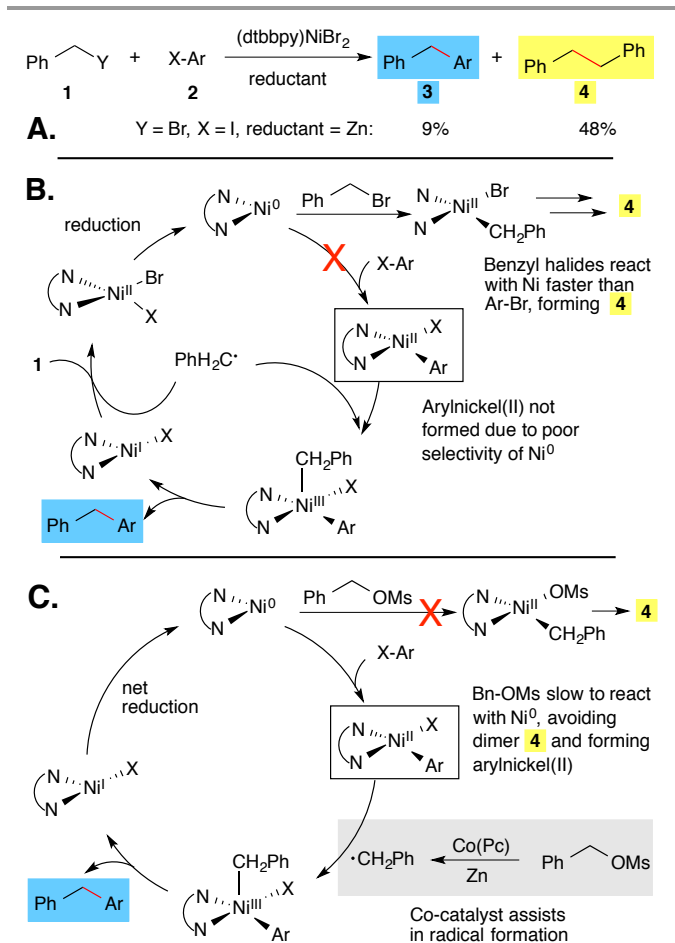 Ph Y + X-Ar (dtbbpy)NiBr₂ reductant Ph Ar + Ph Ph
1 2 3 4
A. Y = Br, X = I, reductant = Zn: 9% 48%
B.
reduction
N N Ni⁰
Ph Br
N N Niᴵᴵ Br CH₂Ph
4
X
X-Ar
Benzyl halides react
with Ni faster than
Ar-Br, forming 4
N N Niᴵᴵ Br X
N N Niᴵᴵ X Ar
1
PhH₂C•
Arylnickel(II) not
formed due to poor
selectivity of Ni⁰
N N Niᴵ X
CH₂Ph
N N Niᴵᴵᴵ X Ar
Ph Ar
C.
N N Ni⁰
Ph OMs
X
N N Niᴵᴵ OMs CH₂Ph
4
X-Ar
net
reduction
Bn-OMs slow to react
with Ni⁰, avoiding
dimer 4 and forming
arylnickel(II)
N N Niᴵᴵ X Ar
N N Niᴵ X
•CH₂Ph Co(Pc) Zn Ph OMs
CH₂Ph
N N Niᴵᴵᴵ X Ar
Ph Ar
Co-catalyst assists
in radical formation